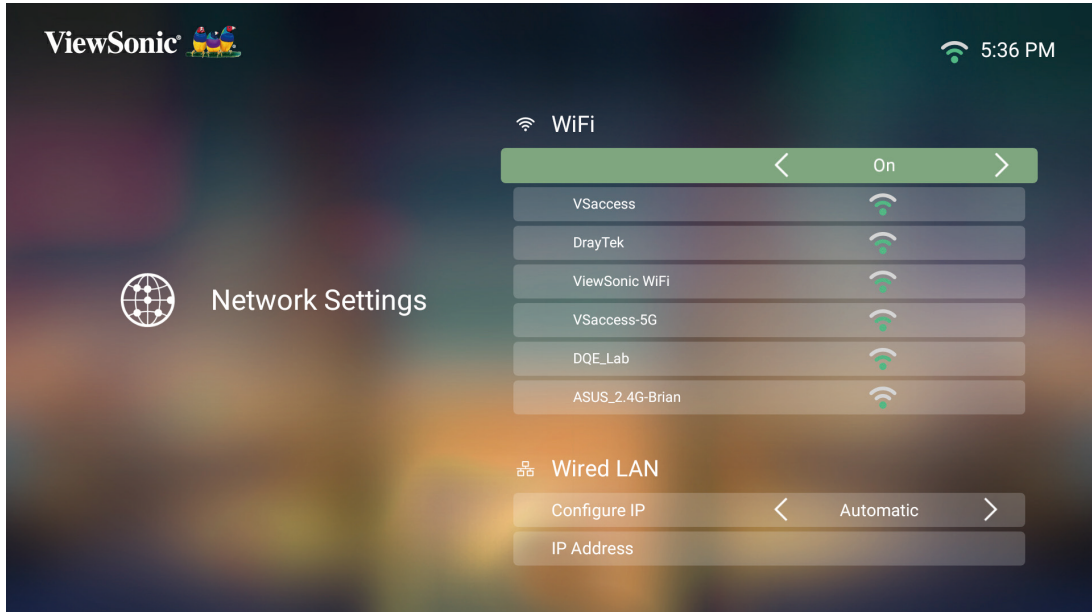 ViewSonic®
5:36 PM
WiFi
On
VSaccess
DrayTek
ViewSonic WiFi
Network Settings
VSaccess-5G
DQE_Lab
ASUS_2.4G-Brian
Wired LAN
Configure IP Automatic
IP Address